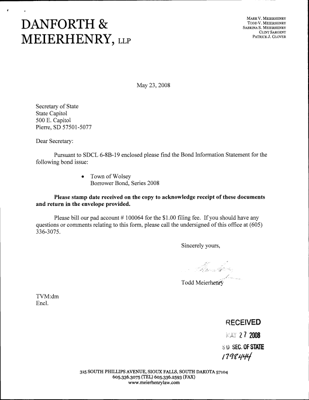 DANFORTH &
MEIERHENRY, LLP
MARK V. MEIERHENRY
TODD V. MEIERHENRY
SABRINA S. MEIERHENRY
CLINT SARGENT
PATRICK J. GLOVER
May 23, 2008
Secretary of State
State Capitol
500 E. Capitol
Pierre, SD 57501-5077
Dear Secretary:
Pursuant to SDCL 6-8B-19 enclosed please find the Bond Information Statement for the
following bond issue:
• Town of Wolsey
Borrower Bond, Series 2008
Please stamp date received on the copy to acknowledge receipt of these documents
and return in the envelope provided.
Please bill our pad account # 100064 for the $1.00 filing fee. If you should have any
questions or comments relating to this form, please call the undersigned of this office at (605)
336-3075.
Sincerely yours,
Todd Meierhenry
TVM:dm
Encl.
RECEIVED
MAY 27 2008
SD SEC. OF STATE
1798444
315 SOUTH PHILLIPS AVENUE, SIOUX FALLS, SOUTH DAKOTA 57104
605.336.3075 (TEL) 605.336.2593 (FAX)
www.meierhenrylaw.com